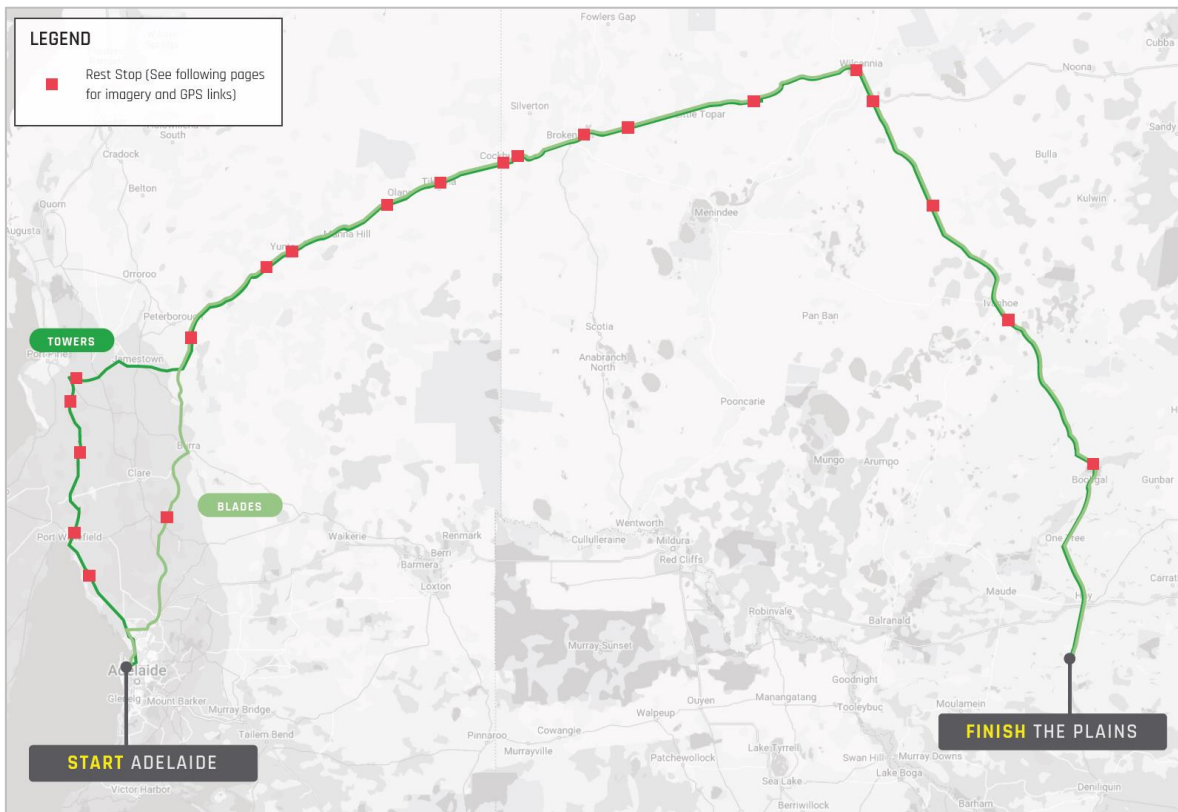 LEGEND
Rest Stop (See following pages
for imagery and GPS links)
Fowlers Gap
Cubba
Wilcannia
Noona
South
Silverton
Topar
Sandy
Cradock
Broken
Cockb
Bulla
Belton
Tik
Olar
Kulwin
Quorn
Menindee
Augusta
Manna Hill
Yunt
Orroroo
Ivanhoe
Peterborough
Pan Ban
Scotia
TOWERS
Jamestown
Anabranch
North
Pooncarie
Burra
Mungo
Arumpo
Clare
Booligal
Gunbar
BLADES
Port Wakefield
Waikerie
Renmark
Wentworth
Cullulleraine
Mildura
One Tree
Berri
Barmera
Red Cliffs
Loxton
Carrat
Maude
Hay
Robinvale
Balranald
Murray-Sunset
Adelaide
Goodnight
Glenelg
Mount Barker
Murray Bridge
Ouyen
Manangatang
Tooleybuc
Moulamein
Walpeup
Tailem Bend
Pinnaroo
Cowangie
FINISH THE PLAINS
START ADELAIDE
Murrayville
Patchewollock
Lake Tyrrell
Swan Hill
Murray Downs
Lake Boga
Sea Lake
Victor Harbor
Deniliquin
Berriwillock
Barham